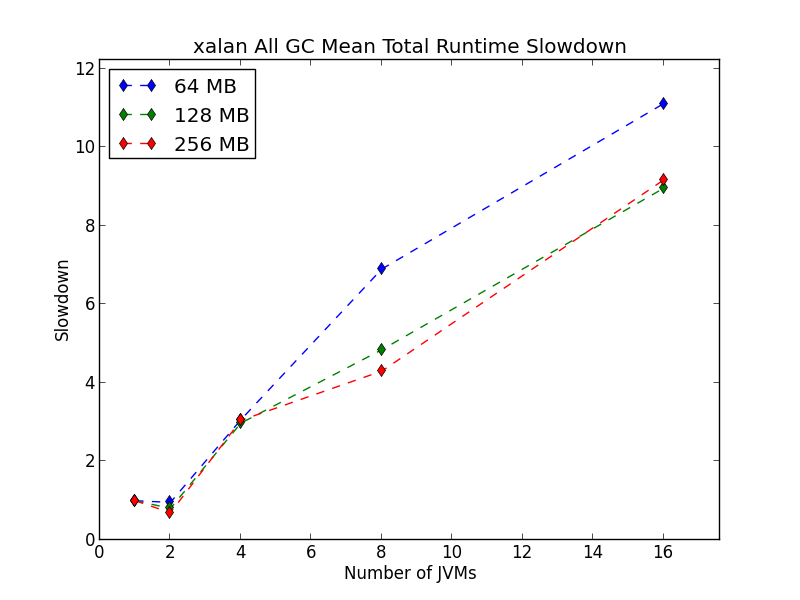 xalan All GC Mean Total Runtime Slowdown
64 MB
128 MB
256 MB
12
10
8
6
4
2
0
Slowdown
0 2 4 6 8 10 12 14 16
Number of JVMs